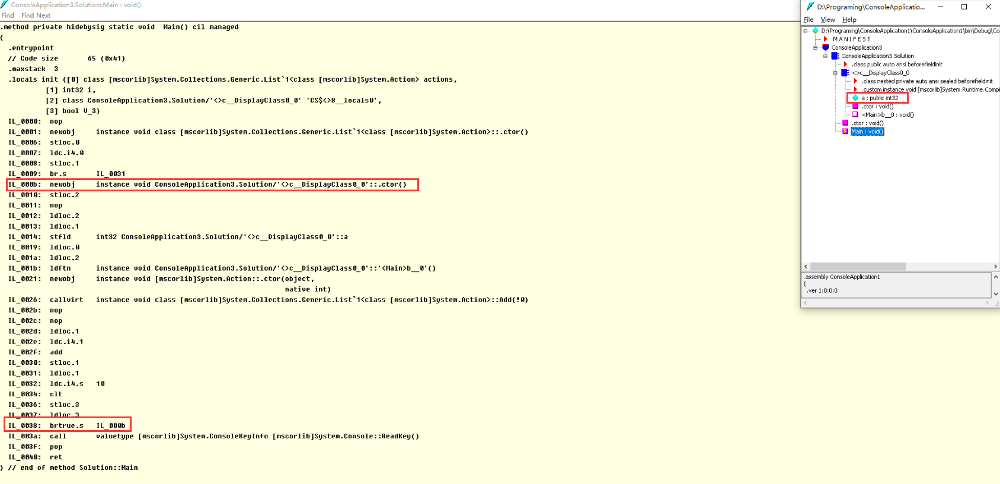 ConsoleApplication3.Solution::Main : void()
Find Find Next
.method private hidebysig static void  Main() cil managed
{
  .entrypoint
  // Code size       65 (0x41)
  .maxstack  3
  .locals init ([0] class [mscorlib]System.Collections.Generic.List`1<class [mscorlib]System.Action> actions,
           [1] int32 i,
           [2] class ConsoleApplication3.Solution/'<>c__DisplayClass0_0' 'CS$<>8__locals0',
           [3] bool V_3)
  IL_0000:  nop
  IL_0001:  newobj     instance void class [mscorlib]System.Collections.Generic.List`1<class [mscorlib]System.Action>::.ctor()
  IL_0006:  stloc.0
  IL_0007:  ldc.i4.0
  IL_0008:  stloc.1
  IL_0009:  br.s       IL_0031
  IL_000b:  newobj     instance void ConsoleApplication3.Solution/'<>c__DisplayClass0_0'::.ctor()
  IL_0010:  stloc.2
  IL_0011:  nop
  IL_0012:  ldloc.2
  IL_0013:  ldloc.1
  IL_0014:  stfld      int32 ConsoleApplication3.Solution/'<>c__DisplayClass0_0'::a
  IL_0019:  ldloc.0
  IL_001a:  ldloc.2
  IL_001b:  ldftn      instance void ConsoleApplication3.Solution/'<>c__DisplayClass0_0'::'<Main>b__0'()
  IL_0021:  newobj     instance void [mscorlib]System.Action::.ctor(object,
                                                                    native int)
  IL_0026:  callvirt   instance void class [mscorlib]System.Collections.Generic.List`1<class [mscorlib]System.Action>::Add(!0)
  IL_002b:  nop
  IL_002c:  nop
  IL_002d:  ldloc.1
  IL_002e:  ldc.i4.1
  IL_002f:  add
  IL_0030:  stloc.1
  IL_0031:  ldloc.1
  IL_0032:  ldc.i4.s   10
  IL_0034:  clt
  IL_0036:  stloc.3
  IL_0037:  ldloc.3
  IL_0038:  brtrue.s   IL_000b
  IL_003a:  call       valuetype [mscorlib]System.ConsoleKeyInfo [mscorlib]System.Console::ReadKey()
  IL_003f:  pop
  IL_0040:  ret
} // end of method Solution::Main
D:\Programing\ConsoleApplicatio...
File View Help
D:\Programing\ConsoleApplication1\ConsoleApplication1\bin\Debug\Co
MANIFEST
ConsoleApplication3
ConsoleApplication3.Solution
.class public auto ansi beforefieldinit
<>c__DisplayClass0_0
.class nested private auto ansi sealed beforefieldinit
.custom instance void [mscorlib]System.Runtime.Compi
a : public int32
.ctor : void()
<Main>b__0 : void()
.ctor : void()
Main : void()
.assembly ConsoleApplication1
{
.ver 1:0:0:0